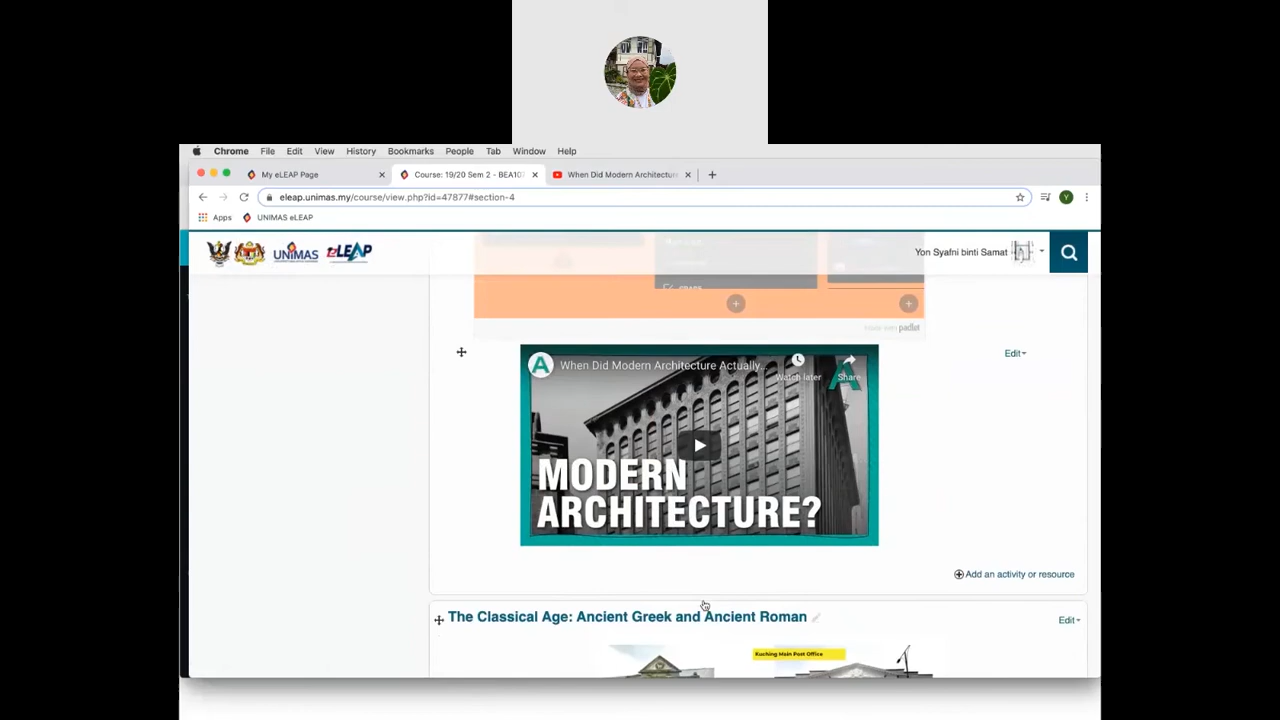 Chrome File Edit View History Bookmarks People Tab Window Help
My eLEAP Page
Course: 19/20 Sem 2 - BEA10
When Did Modern Architectur
eleap.unimas.my/course/view.php?id=47877#section-4
Y
Apps UNIMAS eLEAP
UNIMAS eLEAP
Yon Syafni binti Samat
padlet
Edit
When Did Modern Architecture Actually...
Watch later Share
MODERN
ARCHITECTURE?
Add an activity or resource
The Classical Age: Ancient Greek and Ancient Roman
Edit
Kuching Main Post Office